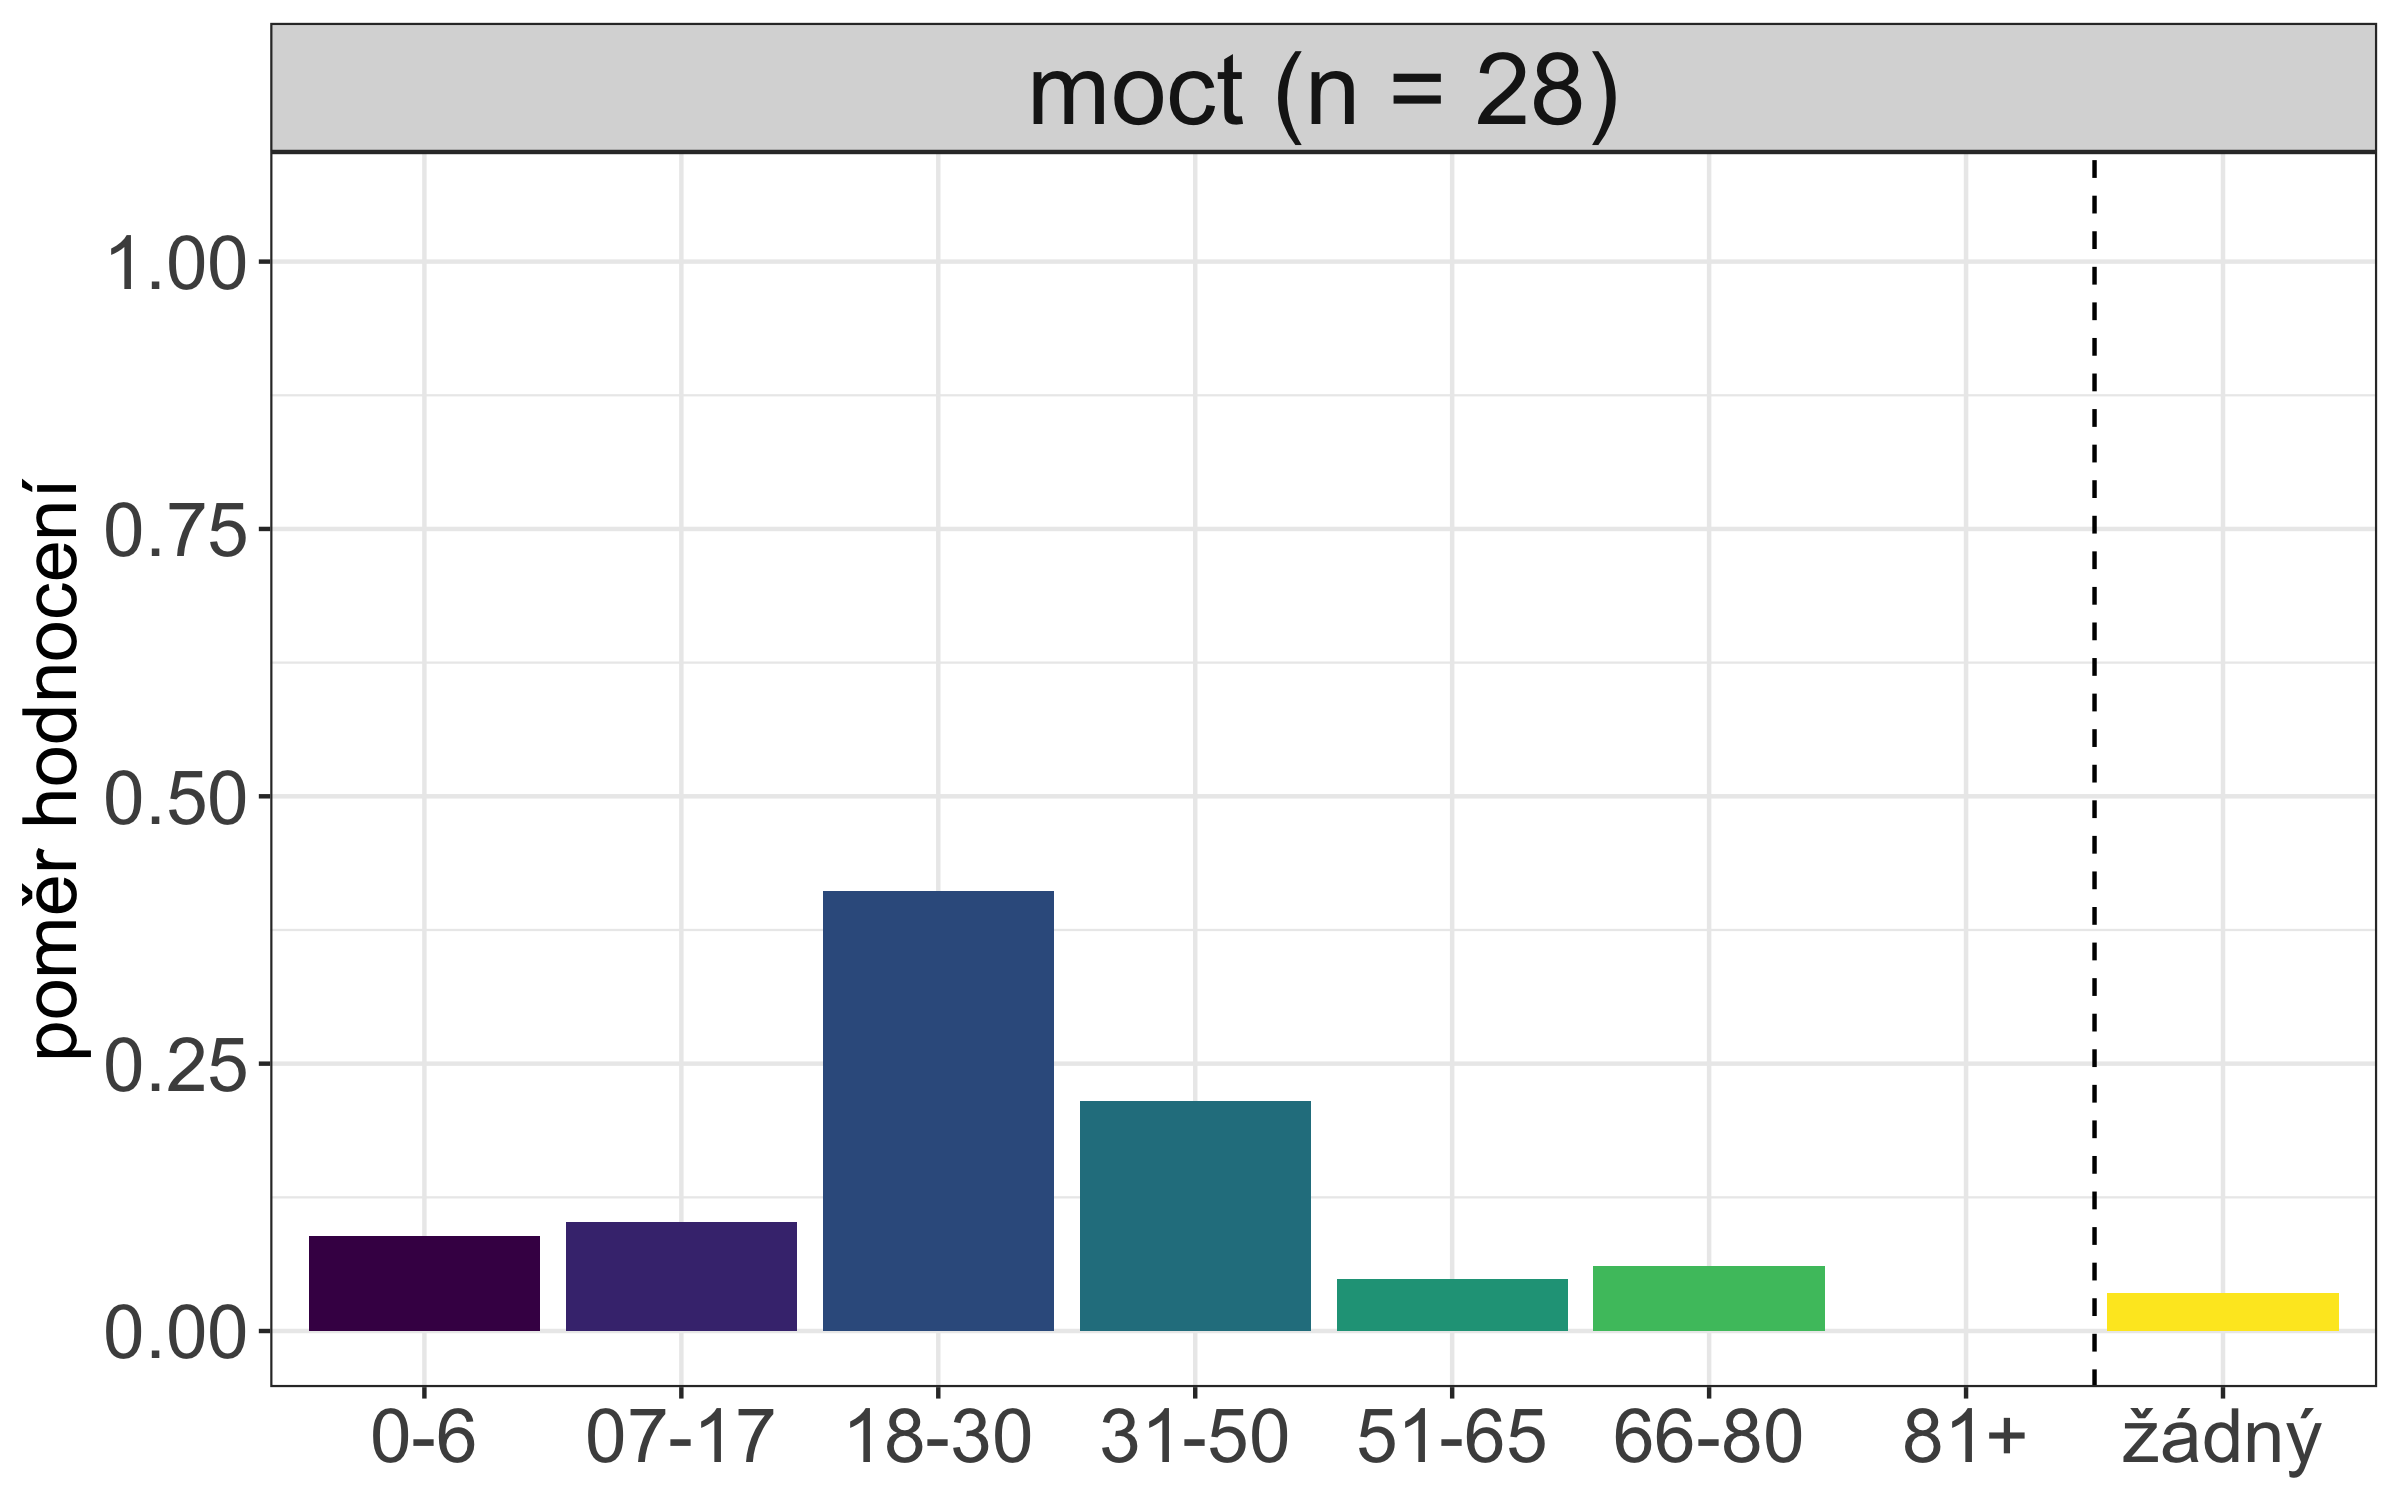 moct (n = 28)
poměr hodnocení
1.00
0.75
0.50
0.25
0.00
0-6 07-17 18-30 31-50 51-65 66-80 81+ žádný